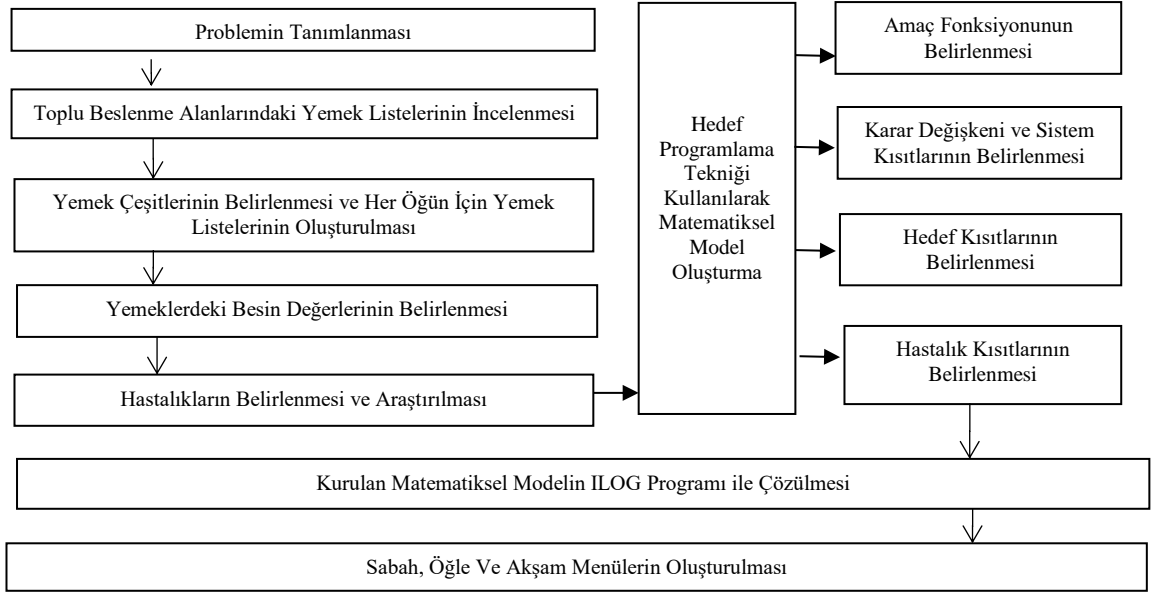 Problemin Tanımlanması
Toplu Beslenme Alanlarındaki Yemek Listelerinin İncelenmesi
Yemek Çeşitlerinin Belirlenmesi ve Her Öğün İçin Yemek
Listelerinin Oluşturulması
Yemeklerdeki Besin Değerlerinin Belirlenmesi
Hastalıkların Belirlenmesi ve Araştırılması
Hedef
Programlama
Tekniği
Kullanılarak
Matematiksel
Model
Oluşturma
Amaç Fonksiyonunun
Belirlenmesi
Karar Değişkeni ve Sistem
Kısıtlarının Belirlenmesi
Hedef Kısıtlarının
Belirlenmesi
Hastalık Kısıtlarının
Belirlenmesi
Kurulan Matematiksel Modelin ILOG Programı ile Çözülmesi
Sabah, Öğle Ve Akşam Menülerin Oluşturulması